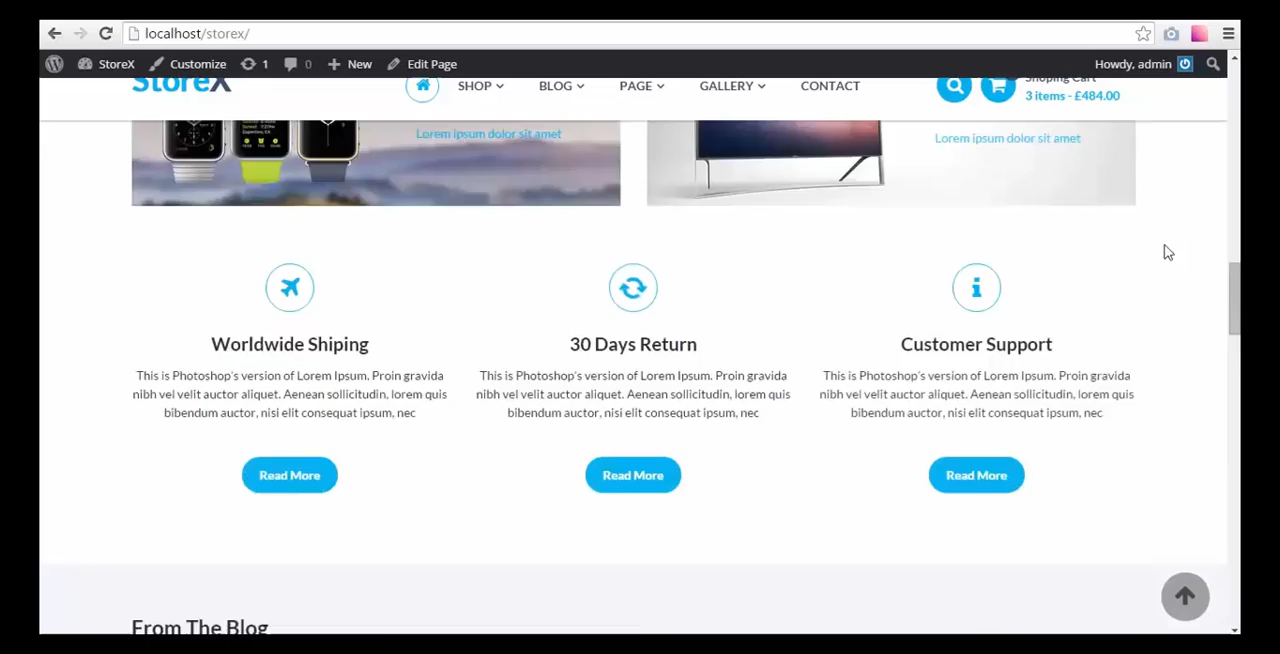 localhost/storex/
StoreX Customize 1 0 New Edit Page Howdy, admin
StoreX SHOP BLOG PAGE GALLERY CONTACT Shoping Cart
3 items - £484.00
Lorem ipsum dolor sit amet
Lorem ipsum dolor sit amet
Worldwide Shiping
This is Photoshop's version of Lorem Ipsum. Proin gravida
nibh vel velit auctor aliquet. Aenean sollicitudin, lorem quis
bibendum auctor, nisi elit consequat ipsum, nec
Read More
30 Days Return
This is Photoshop's version of Lorem Ipsum. Proin gravida
nibh vel velit auctor aliquet. Aenean sollicitudin, lorem quis
bibendum auctor, nisi elit consequat ipsum, nec
Read More
Customer Support
This is Photoshop's version of Lorem Ipsum. Proin gravida
nibh vel velit auctor aliquet. Aenean sollicitudin, lorem quis
bibendum auctor, nisi elit consequat ipsum, nec
Read More
From The Blog